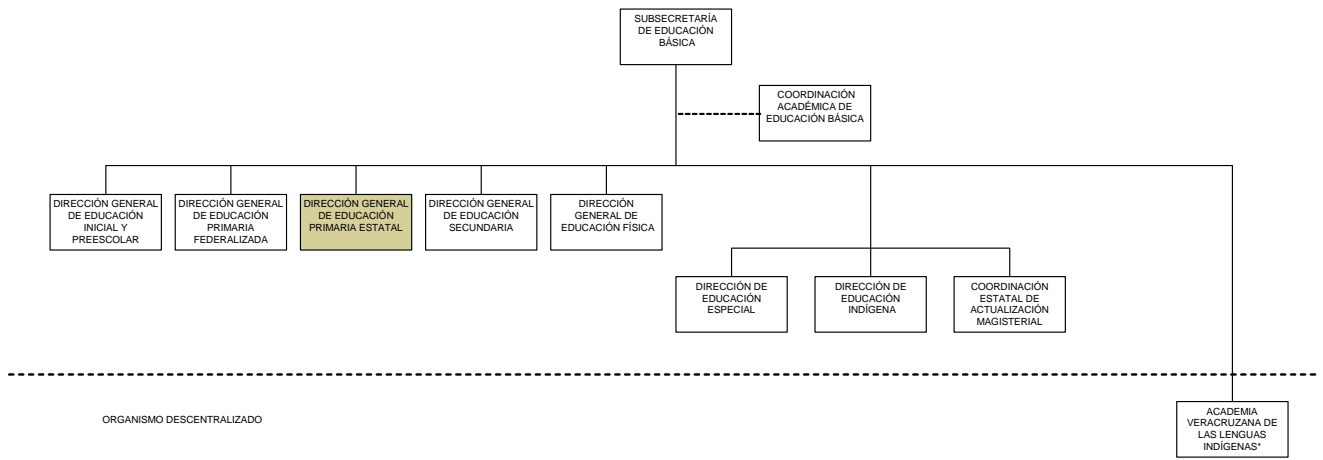 SUBSECRETARÍA
DE EDUCACIÓN
BÁSICA
COORDINACIÓN
ACADÉMICA DE
EDUCACIÓN BÁSICA
DIRECCIÓN GENERAL
DE EDUCACIÓN
INICIAL Y
PREESCOLAR
DIRECCIÓN GENERAL
DE EDUCACIÓN
PRIMARIA
FEDERALIZADA
DIRECCIÓN GENERAL
DE EDUCACIÓN
PRIMARIA ESTATAL
DIRECCIÓN GENERAL
DE EDUCACIÓN
SECUNDARIA
DIRECCIÓN
GENERAL DE
EDUCACIÓN FÍSICA
DIRECCIÓN DE
EDUCACIÓN
ESPECIAL
DIRECCIÓN DE
EDUCACIÓN
INDÍGENA
COORDINACIÓN
ESTATAL DE
ACTUALIZACIÓN
MAGISTERIAL
ORGANISMO DESCENTRALIZADO
ACADEMIA
VERACRUZANA DE
LAS LENGUAS
INDÍGENAS*